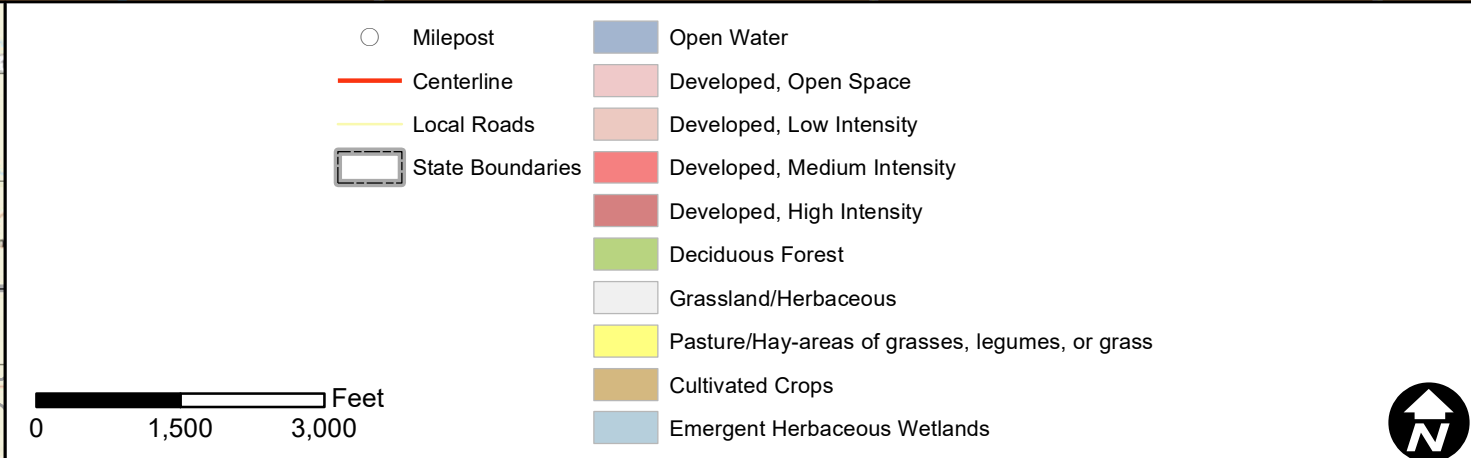 Milepost
Centerline
Local Roads
State Boundaries
Open Water
Developed, Open Space
Developed, Low Intensity
Developed, Medium Intensity
Developed, High Intensity
Deciduous Forest
Grassland/Herbaceous
Pasture/Hay-areas of grasses, legumes, or grass
Cultivated Crops
Emergent Herbaceous Wetlands
Feet
0 1,500 3,000
N